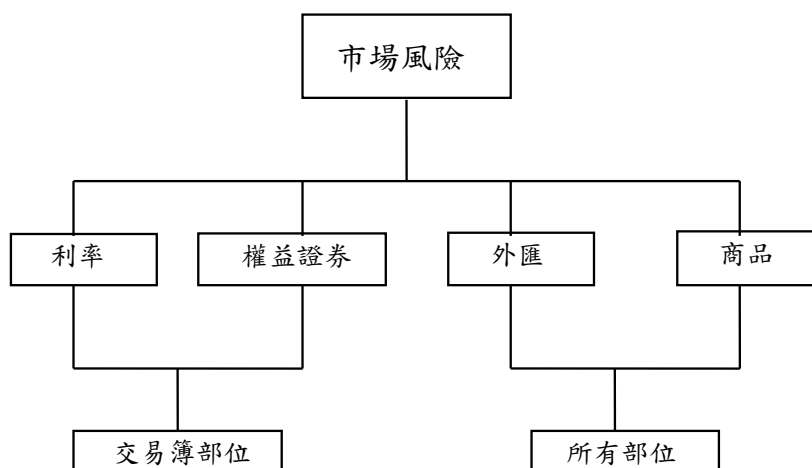 市場風險
利率
權益證券
外匯
商品
交易簿部位
所有部位